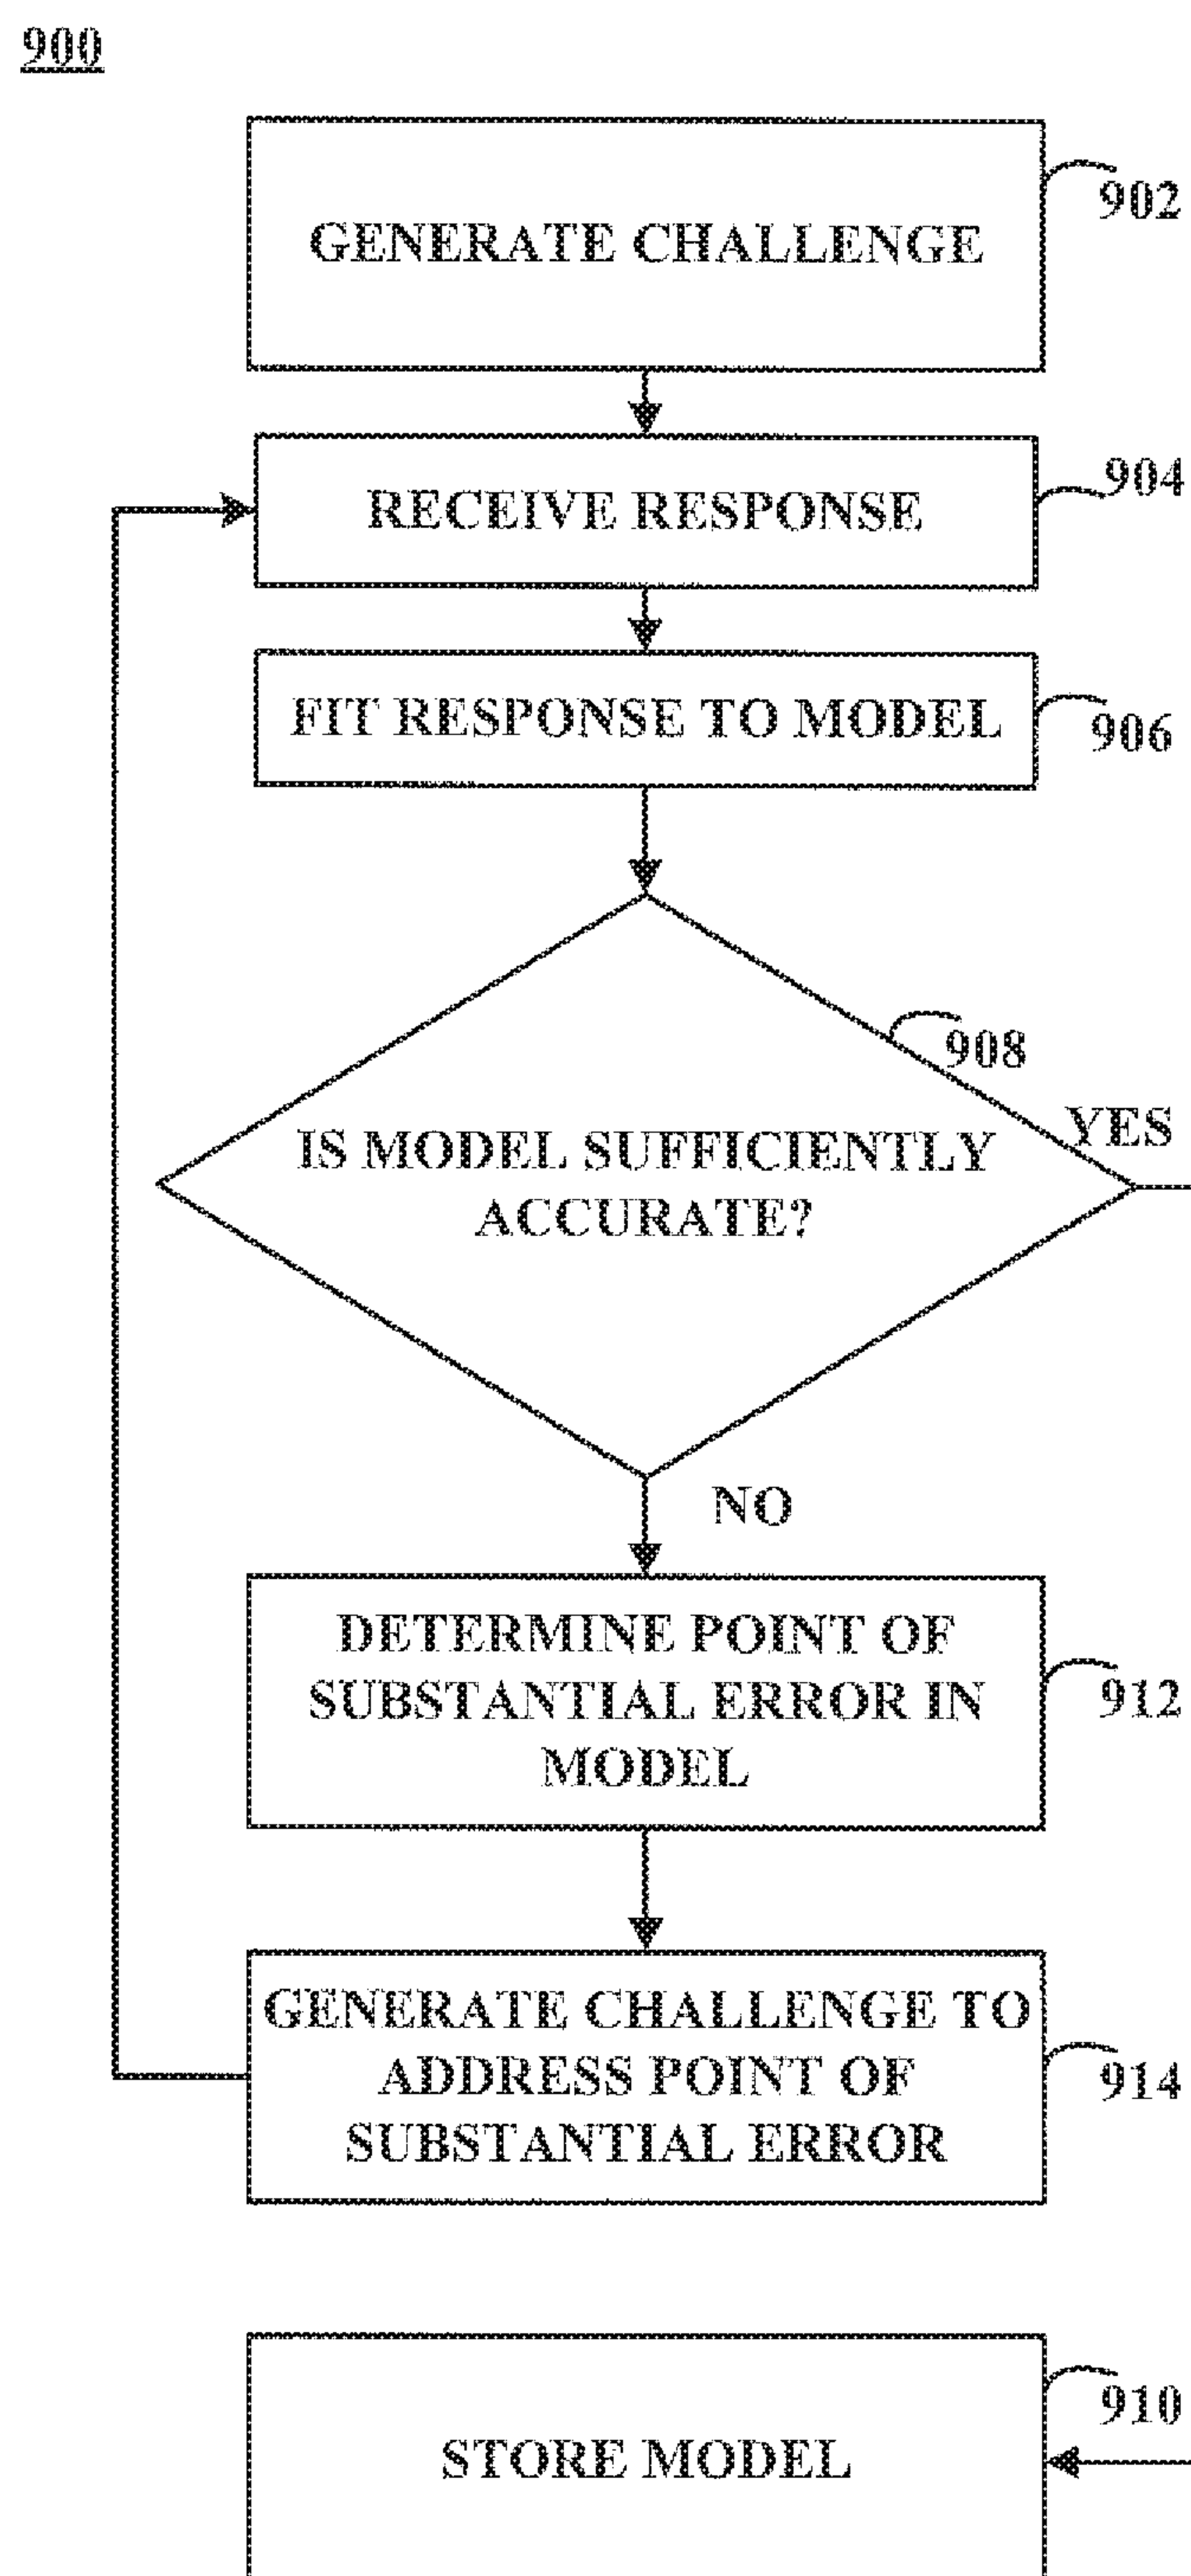 900
GENERATE CHALLENGE
902
RECEIVE RESPONSE
904
FIT RESPONSE TO MODEL
906
908
IS MODEL SUFFICIENTLY
ACCURATE?
YES
NO
DETERMINE POINT OF
SUBSTANTIAL ERROR IN
MODEL
912
GENERATE CHALLENGE TO
ADDRESS POINT OF
SUBSTANTIAL ERROR
914
STORE MODEL
910